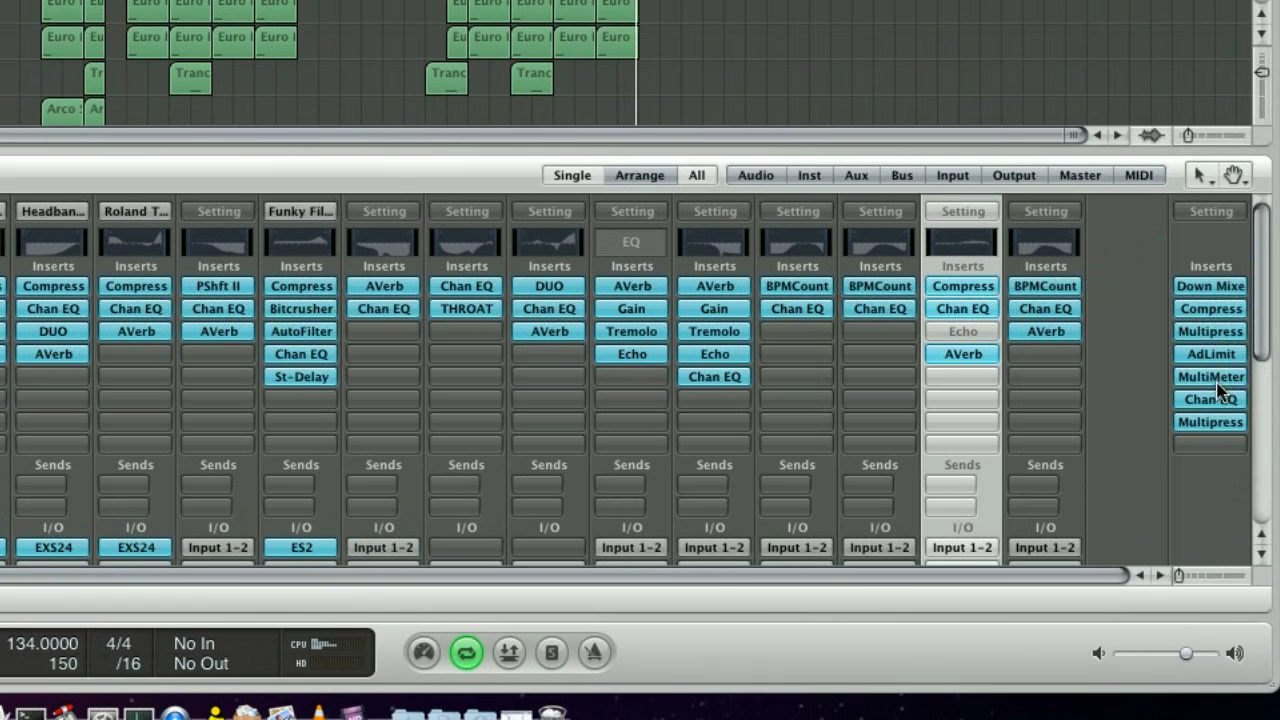 Euro Eu Euro Euro Euro Euro Eu Euro Euro Euro Euro
Euro Eu Euro Euro Euro Euro Eu Euro Euro Euro Euro
Tr Tranc Tranc Tranc
Arco Ar
Single Arrange All Audio Inst Aux Bus Input Output Master MIDI
Headban... Roland T... Setting Funky Fil... Setting Setting Setting Setting Setting Setting Setting Setting Setting Setting
EQ
Inserts Inserts Inserts Inserts Inserts Inserts Inserts Inserts Inserts Inserts Inserts Inserts Inserts Inserts
Compress Compress PShft II Compress AVerb Chan EQ DUO AVerb AVerb BPMCount BPMCount Compress BPMCount Down Mixe
Chan EQ Chan EQ Chan EQ Bitcrusher Chan EQ THROAT Chan EQ Gain Gain Chan EQ Chan EQ Chan EQ Chan EQ Compress
DUO AVerb AVerb AutoFilter AVerb Tremolo Tremolo Echo AVerb Multipress
AVerb Chan EQ Echo Echo AVerb AdLimit
St-Delay Chan EQ MultiMeter
Chan EQ
Multipress
Sends Sends Sends Sends Sends Sends Sends Sends Sends Sends Sends Sends Sends
I/O I/O I/O I/O I/O I/O I/O I/O I/O I/O I/O I/O I/O
EXS24 EXS24 Input 1-2 ES2 Input 1-2 Input 1-2 Input 1-2 Input 1-2 Input 1-2 Input 1-2 Input 1-2
134.0000 4/4 No In CPU
150 /16 No Out HD